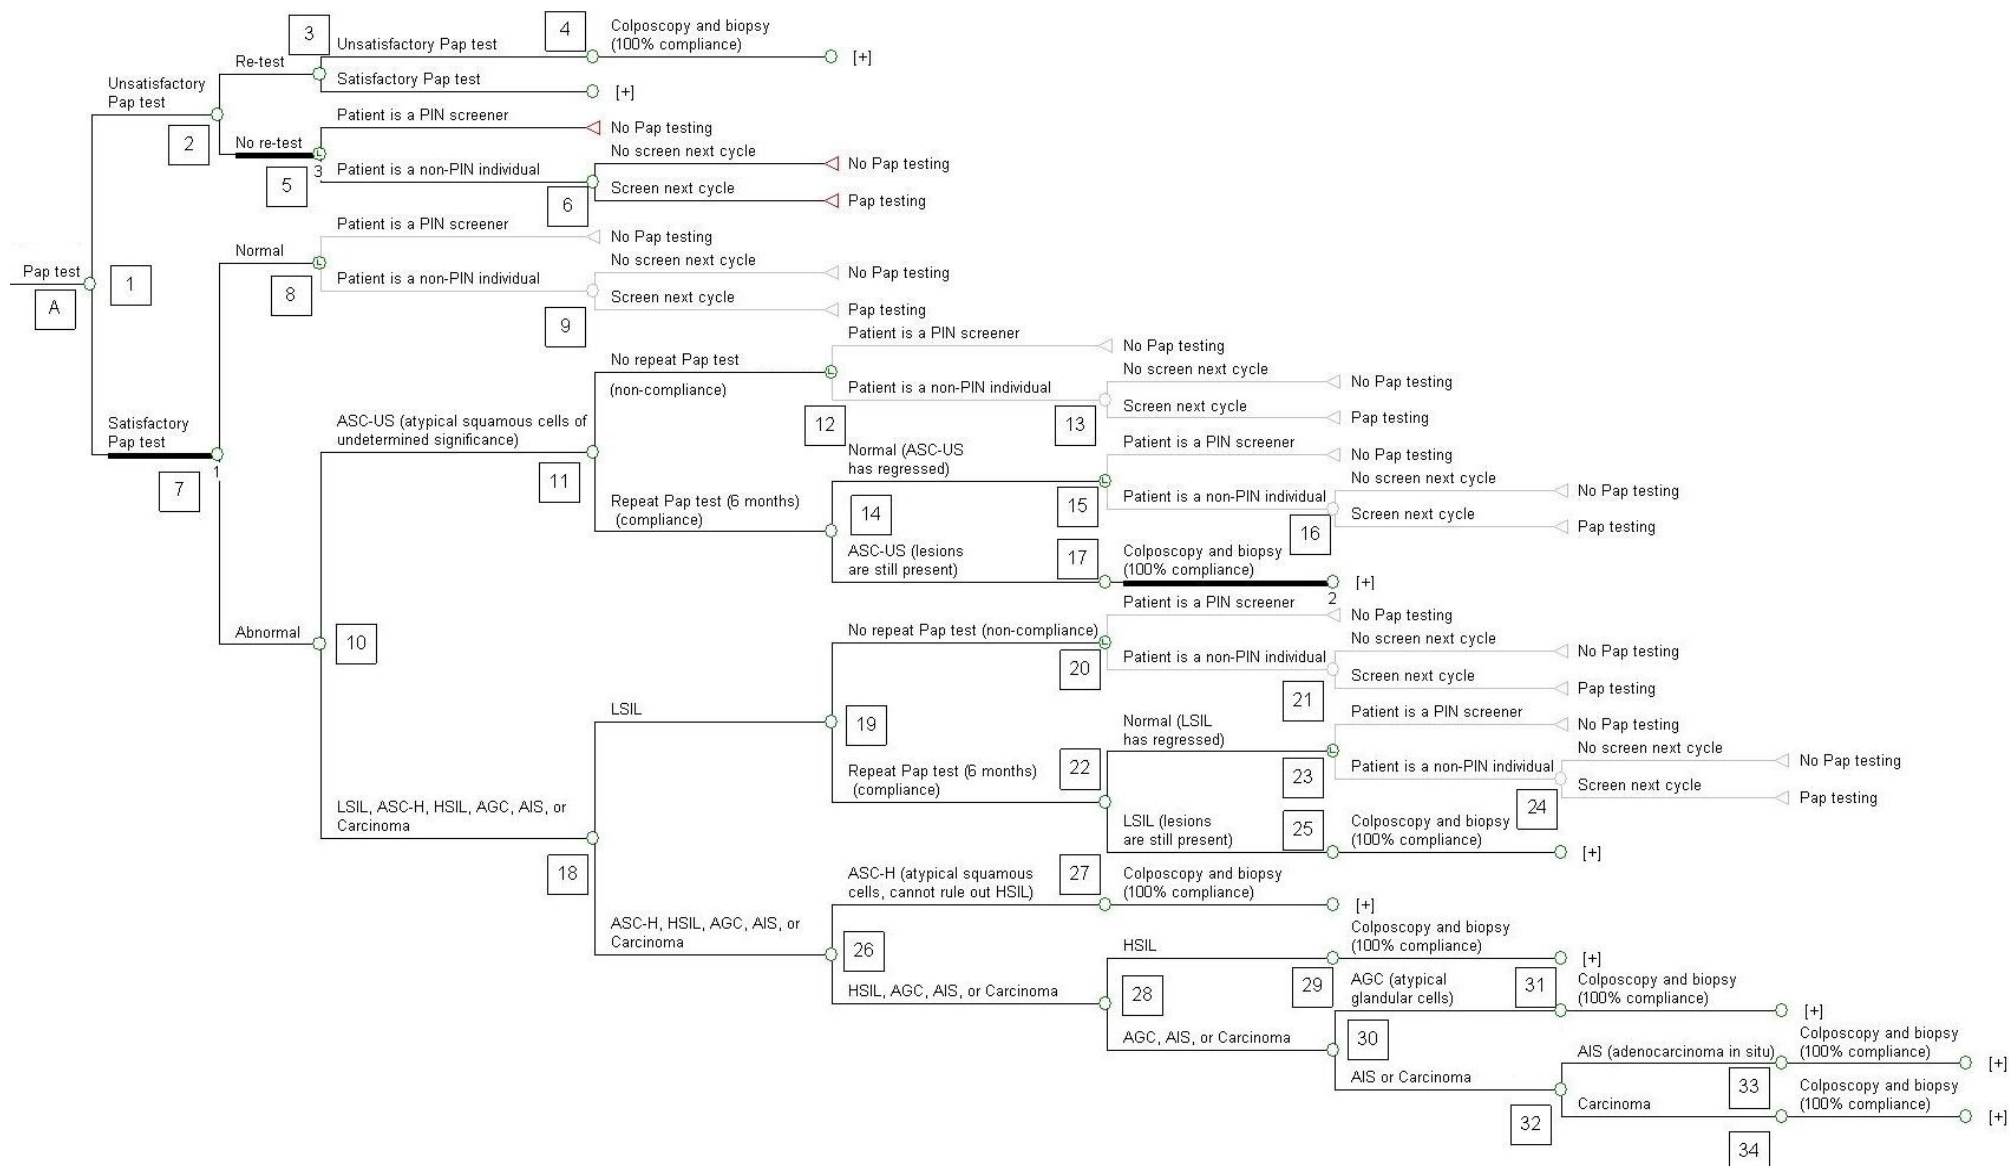 3
4
Colposcopy and biopsy
(100% compliance)
Unsatisfactory Pap test
[+]
Re-test
Satisfactory Pap test
[+]
Unsatisfactory
Pap test
2
Patient is a PIN screener
No Pap testing
No re-test
3
5
Patient is a non-PIN individual
6
No screen next cycle
No Pap testing
Screen next cycle
Pap testing
Pap test
A
1
Normal
8
Patient is a PIN screener
No Pap testing
Patient is a non-PIN individual
9
No screen next cycle
No Pap testing
Screen next cycle
Pap testing
Satisfactory
Pap test
1
7
Abnormal
10
ASC-US (atypical squamous cells of
undetermined significance)
11
No repeat Pap test
(non-compliance)
12
Patient is a PIN screener
No Pap testing
Patient is a non-PIN individual
13
No screen next cycle
No Pap testing
Screen next cycle
Pap testing
Repeat Pap test (6 months)
(compliance)
14
Normal (ASC-US
has regressed)
15
Patient is a PIN screener
No Pap testing
Patient is a non-PIN individual
16
No screen next cycle
No Pap testing
Screen next cycle
Pap testing
ASC-US (lesions
are still present)
17
Colposcopy and biopsy
(100% compliance)
2
[+]
LSIL, ASC-H, HSIL, AGC, AIS, or
Carcinoma
18
LSIL
19
No repeat Pap test (non-compliance)
20
Patient is a PIN screener
No Pap testing
Patient is a non-PIN individual
21
No screen next cycle
No Pap testing
Screen next cycle
Pap testing
Repeat Pap test (6 months)
(compliance)
22
Normal (LSIL
has regressed)
23
Patient is a PIN screener
No Pap testing
Patient is a non-PIN individual
24
No screen next cycle
No Pap testing
Screen next cycle
Pap testing
LSIL (lesions
are still present)
25
Colposcopy and biopsy
(100% compliance)
[+]
ASC-H, HSIL, AGC, AIS, or
Carcinoma
26
ASC-H (atypical squamous
cells, cannot rule out HSIL)
27
Colposcopy and biopsy
(100% compliance)
[+]
HSIL, AGC, AIS, or Carcinoma
28
HSIL
29
Colposcopy and biopsy
(100% compliance)
[+]
AGC, AIS, or Carcinoma
30
AGC (atypical
glandular cells)
31
Colposcopy and biopsy
(100% compliance)
[+]
AIS or Carcinoma
32
AIS (adenocarcinoma in situ)
33
Colposcopy and biopsy
(100% compliance)
[+]
Carcinoma
34
Colposcopy and biopsy
(100% compliance)
[+]